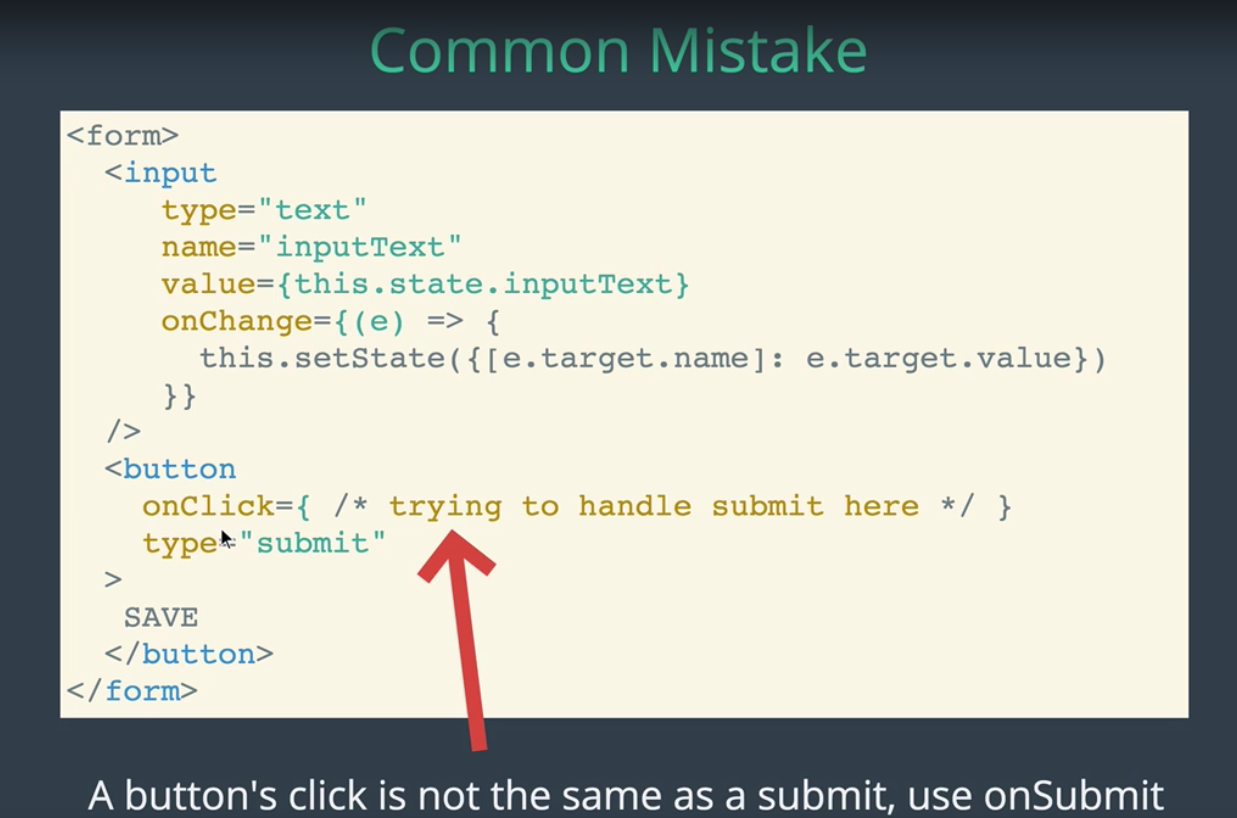 Common Mistake
<form>
<input
type="text"
name="inputText"
value={this.state.inputText}
onChange={(e) => {
this.setState({[e.target.name]: e.target.value})
}}
/>
<button
onClick={ /* trying to handle submit here */ }
type="submit"
>
SAVE
</button>
</form>
A button's click is not the same as a submit, use onSubmit